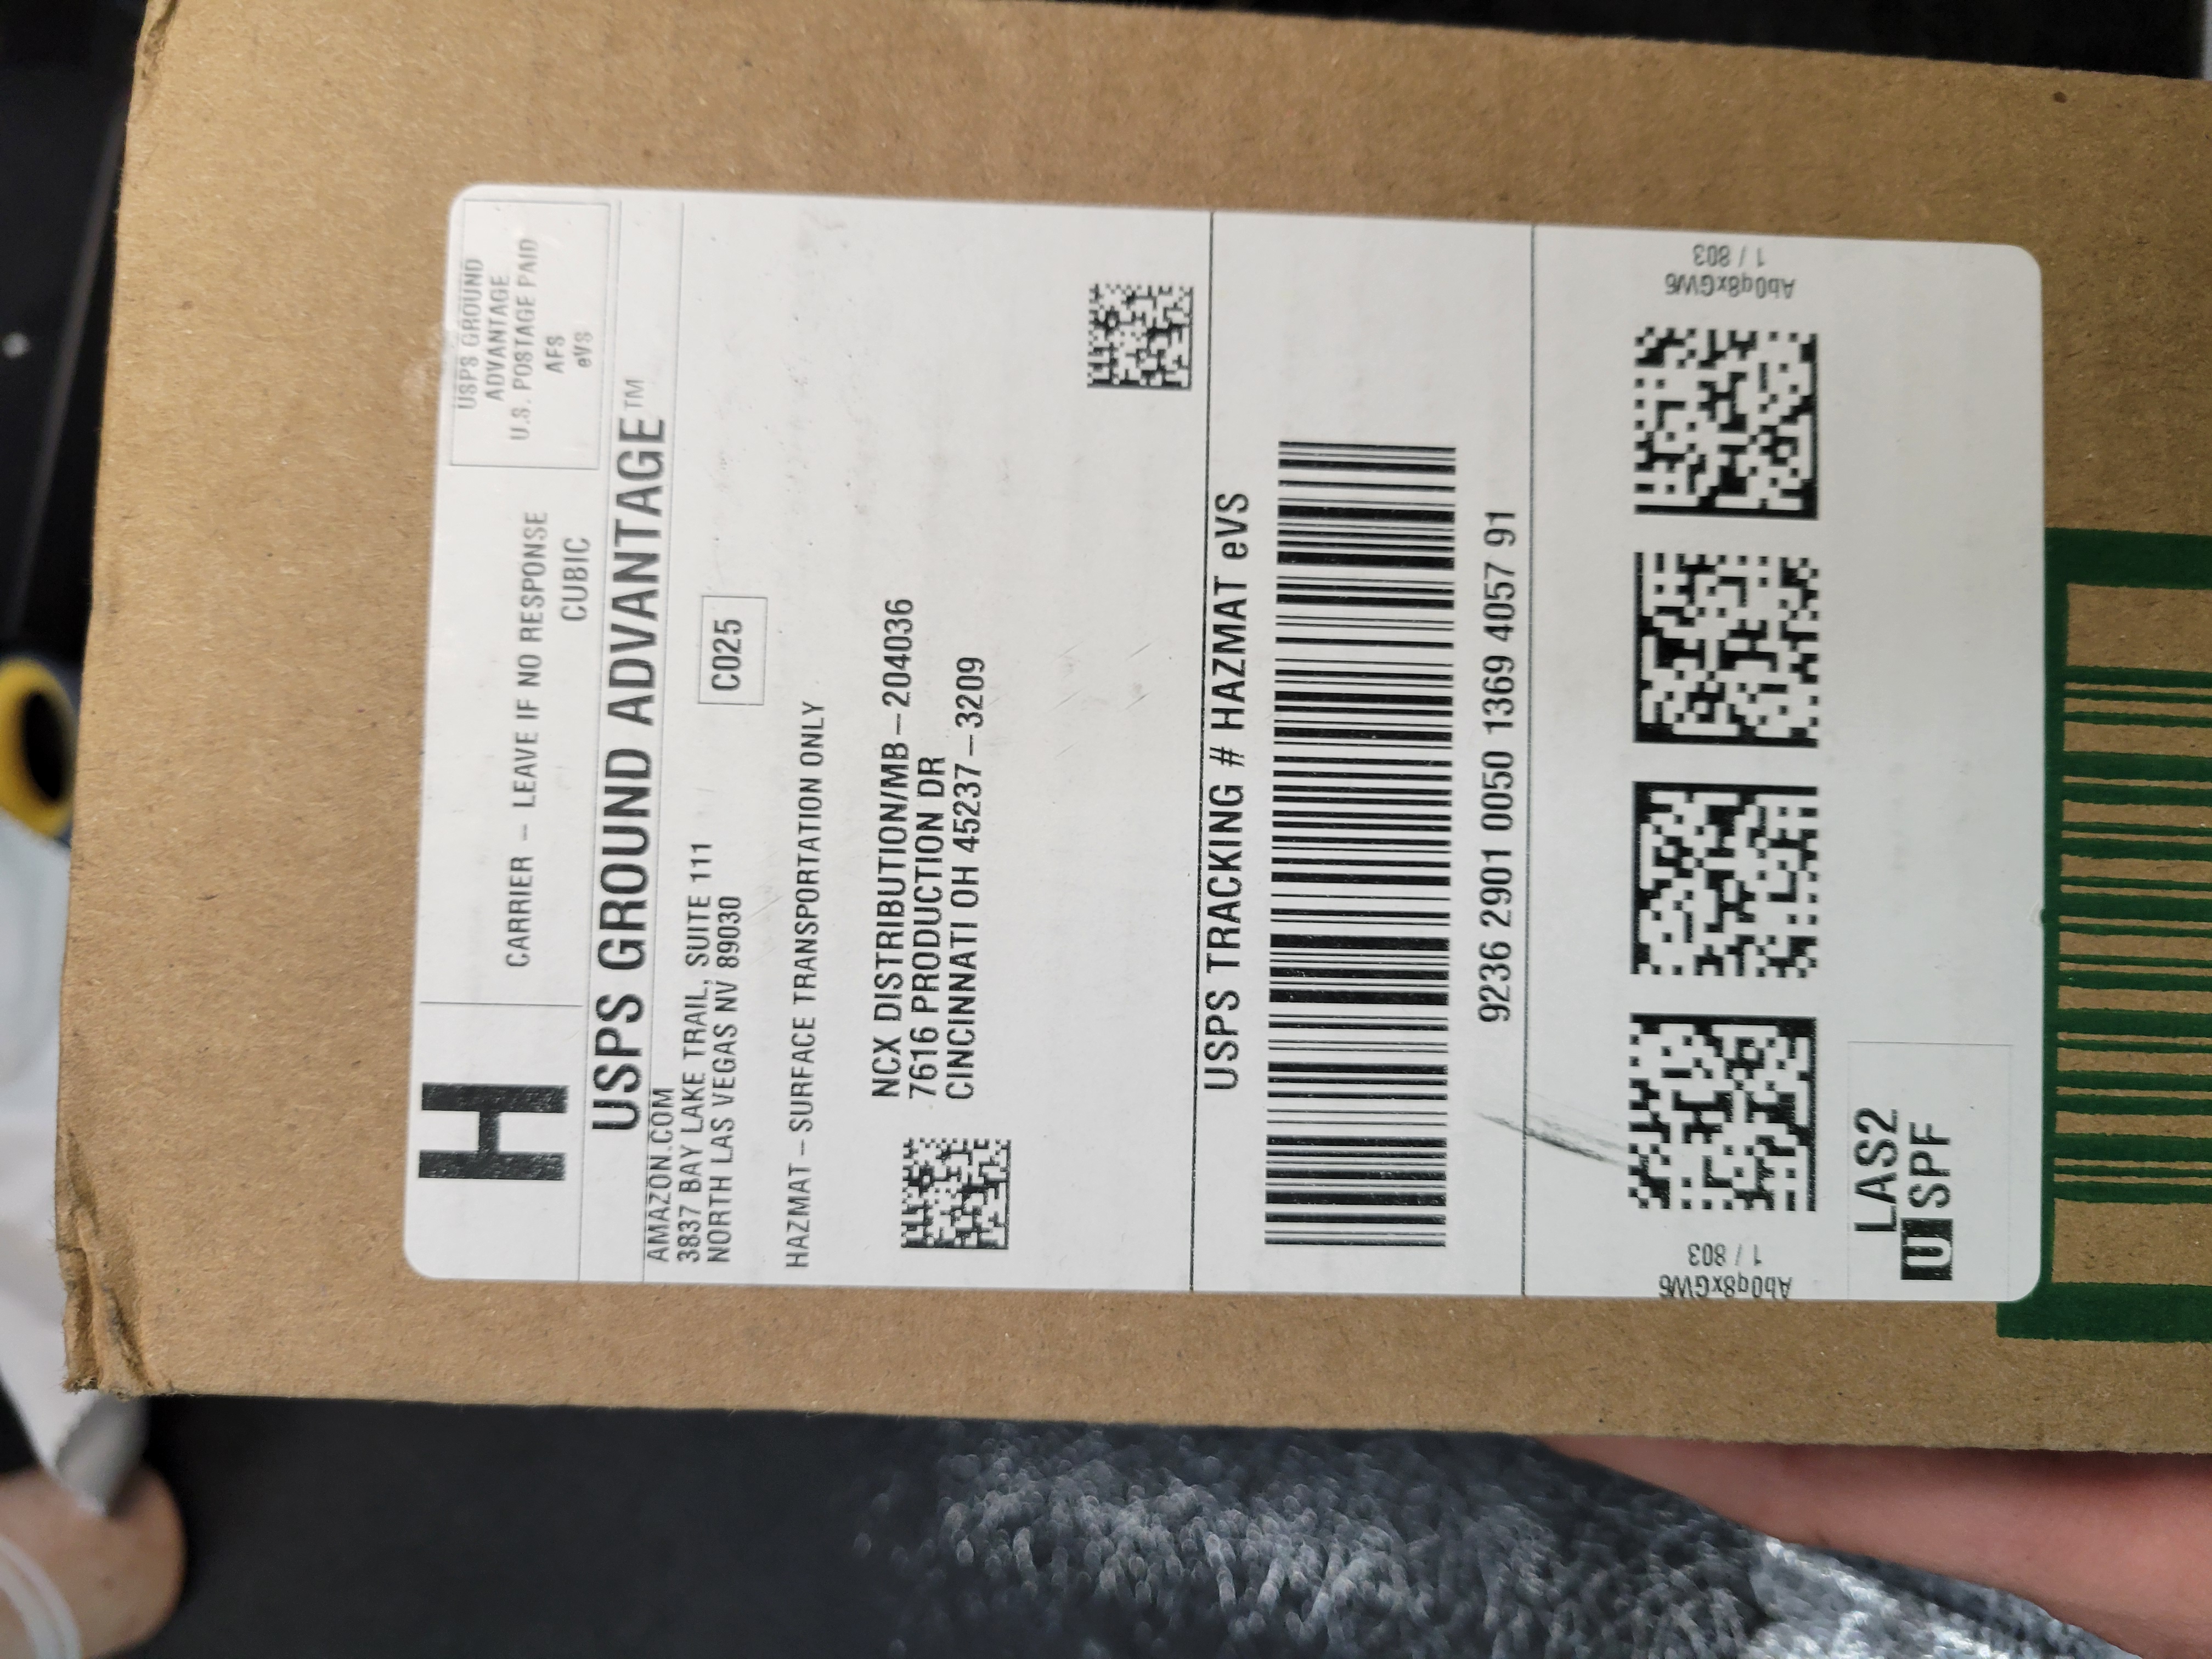 H
CARRIER – LEAVE IF NO RESPONSE
CUBIC
USPS GROUND
ADVANTAGE
U.S. POSTAGE PAID
AFS
eVS
USPS GROUND ADVANTAGE™
AMAZON.COM
3837 BAY LAKE TRAIL, SUITE 111
NORTH LAS VEGAS NV 89030
C025
HAZMAT-SURFACE TRANSPORTATION ONLY
NCX DISTRIBUTION/MB-204036
7616 PRODUCTION DR
CINCINNATI OH 45237-3209
USPS TRACKING # HAZMAT eVS
9236 2901 0050 1369 4057 91
Ab0q8xGW6
1 / 803
Ab0q8xGW6
1 / 803
LAS2
USPF